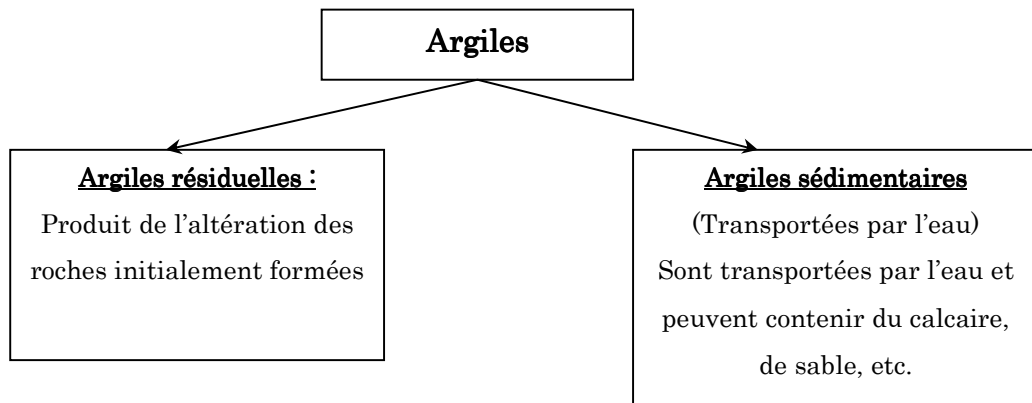 Argiles
Argiles résiduelles :
Produit de l’altération des
roches initialement formées
Argiles sédimentaires
(Transportées par l’eau)
Sont transportées par l’eau et
peuvent contenir du calcaire,
de sable, etc.